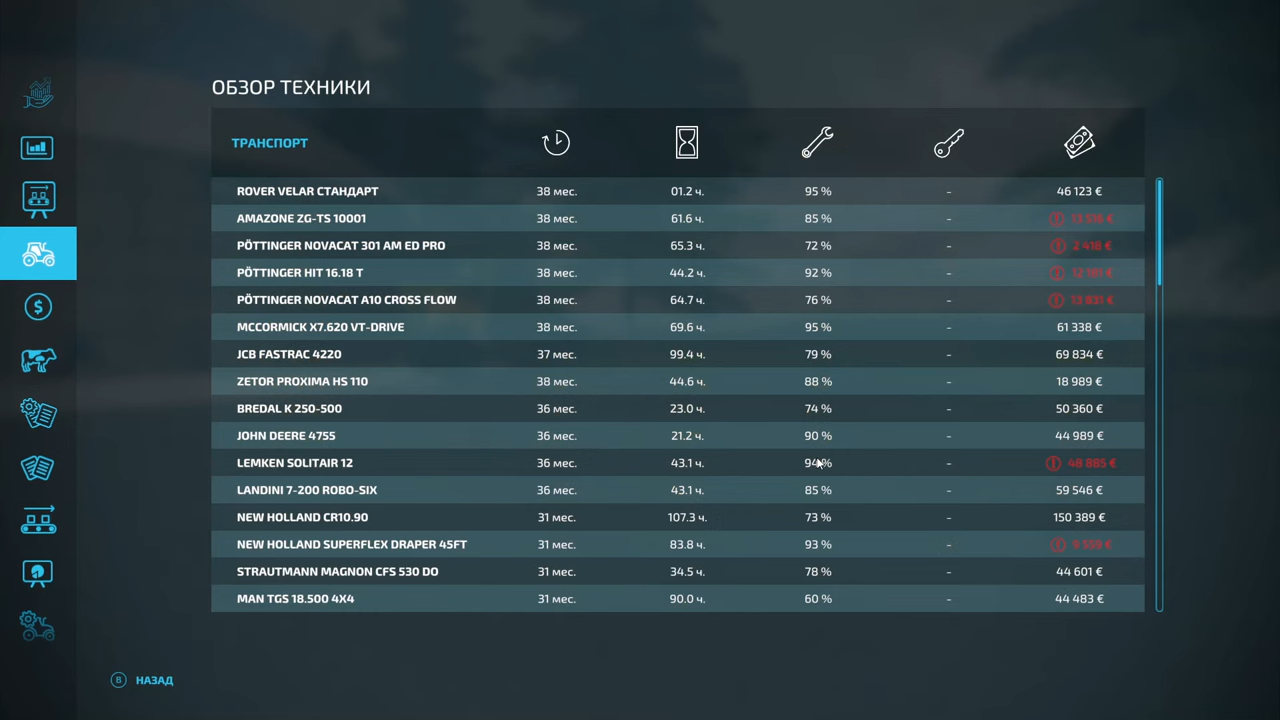 ОБЗОР ТЕХНИКИ
ТРАНСПОРТ
ROVER VELAR СТАНДАРТ 38 мес. 01.2 ч. 95 % - 46 123 €
AMAZONE ZG-TS 10001 38 мес. 61.6 ч. 85 % -
PÖTTINGER NOVACAT 301 AM ED PRO 38 мес. 65.3 ч. 72 % - 2 418 €
PÖTTINGER HIT 16.18 T 38 мес. 44.2 ч. 92 % -
PÖTTINGER NOVACAT A10 CROSS FLOW 38 мес. 64.7 ч. 76 % - 13 831 €
MCCORMICK X7.620 VT-DRIVE 38 мес. 69.6 ч. 95 % - 61 338 €
JCB FASTRAC 4220 37 мес. 99.4 ч. 79 % - 69 834 €
ZETOR PROXIMA HS 110 38 мес. 44.6 ч. 88 % - 18 989 €
BREDAL K 250-500 36 мес. 23.0 ч. 74 % - 50 360 €
JOHN DEERE 4755 36 мес. 21.2 ч. 90 % - 44 989 €
LEMKEN SOLITAIR 12 36 мес. 43.1 ч. 94 % - 48 885 €
LANDINI 7-200 ROBO-SIX 36 мес. 43.1 ч. 85 % - 59 546 €
NEW HOLLAND CR10.90 31 мес. 107.3 ч. 73 % - 150 389 €
NEW HOLLAND SUPERFLEX DRAPER 45FT 31 мес. 83.8 ч. 93 % -
STRAUTMANN MAGNON CFS 530 DO 31 мес. 34.5 ч. 78 % - 44 601 €
MAN TGS 18.500 4X4 31 мес. 90.0 ч. 60 % - 44 483 €
B НАЗАД